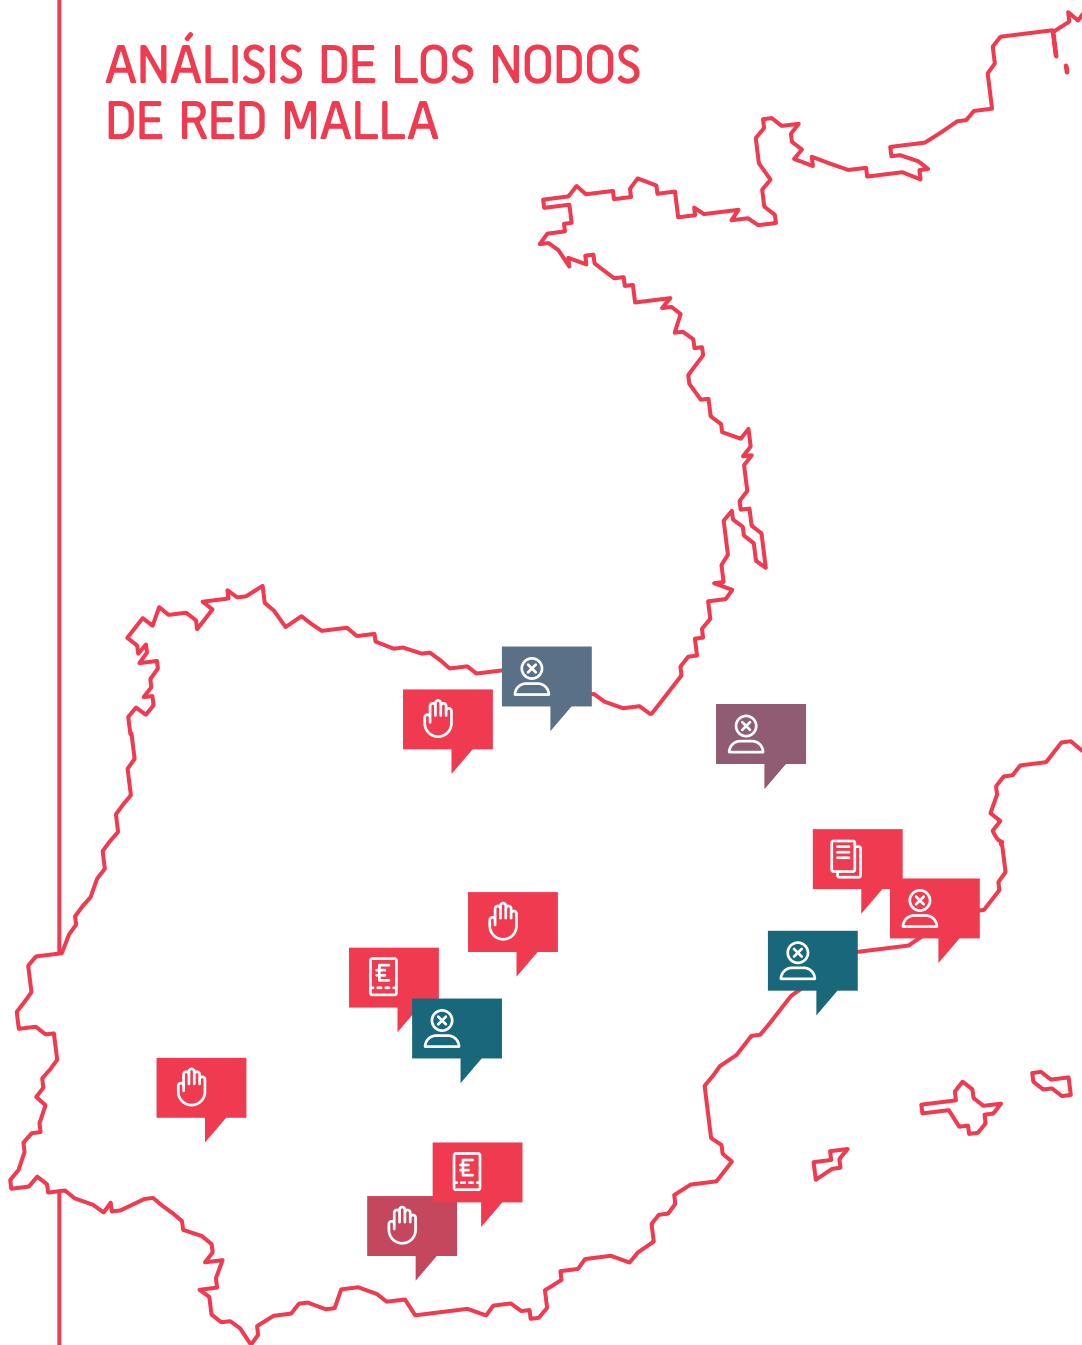 ANÁLISIS DE LOS NODOS
DE RED MALLA
€
€